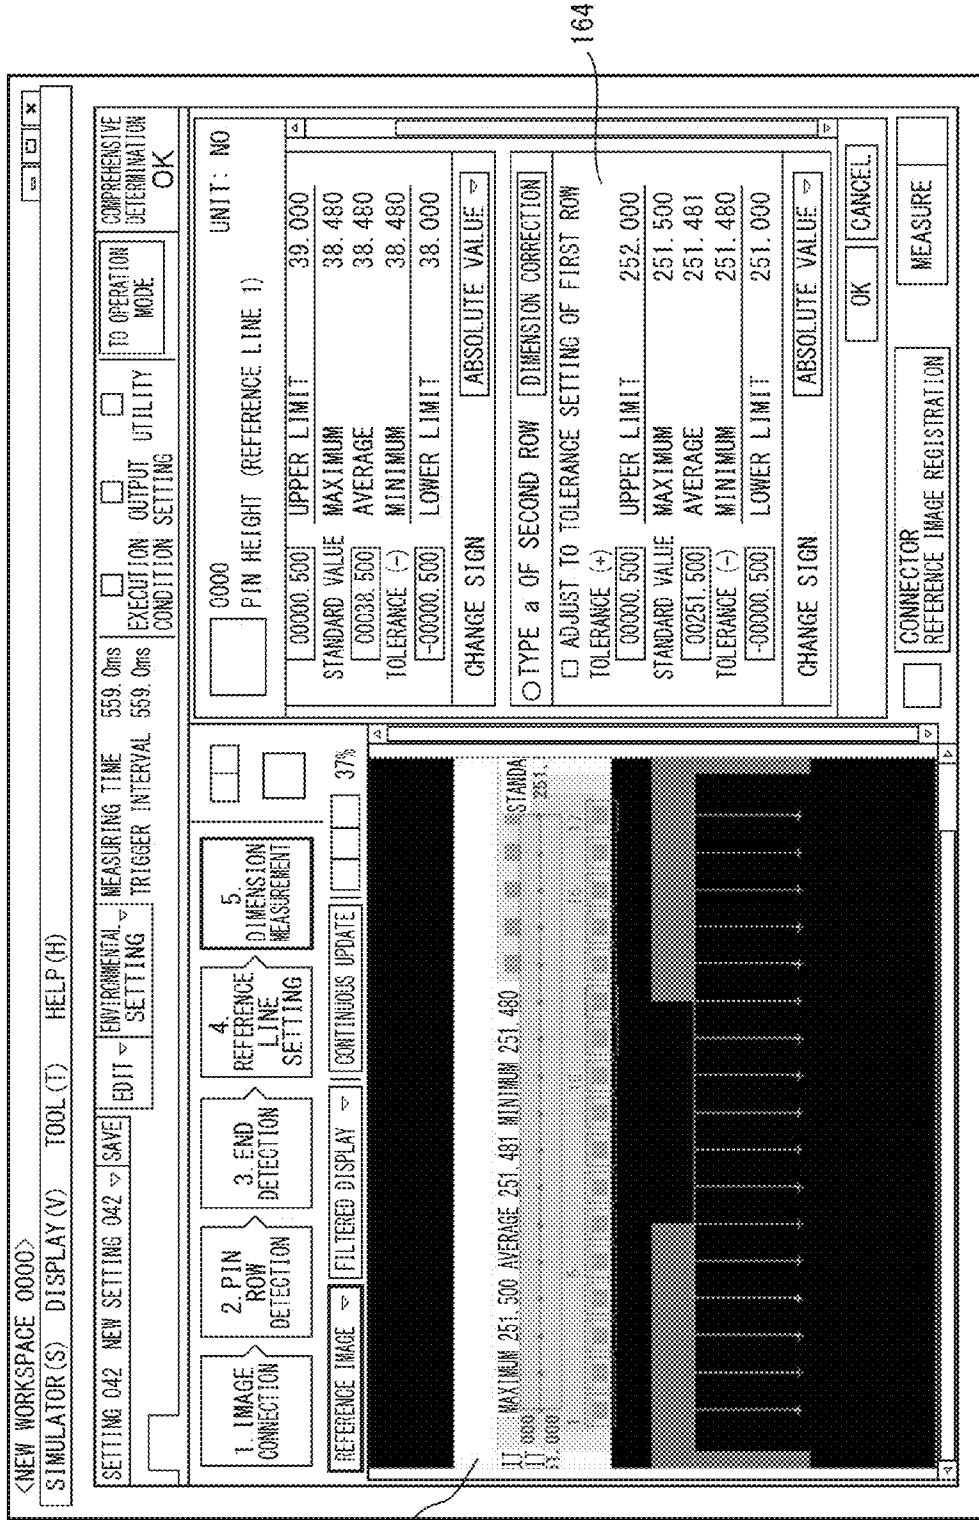 <NEW WORKSPACE 0000>
SIMULATOR(S) DISPLAY(V) TOOL(T) HELP(H)
SETTING 042 NEW SETTING 042 SAVE
EDIT
ENVIRONMENTAL
SETTING
MEASURING TIME 559.0ms
TRIGGER INTERVAL 559.0ms
EXECUTION
CONDITION
OUTPUT
SETTING
UTILITY
TO OPERATION
MODE
COMPREHENSIVE
DETERMINATION
OK
1. IMAGE
CONNECTION
2. PIN
ROW
DETECTION
3. END
DETECTION
4.
REFERENCE
LINE
SETTING
5.
DIMENSION
MEASUREMENT
REFERENCE IMAGE
FILTERED DISPLAY
CONTINUOUS UPDATE
37%
MAXIMUM 251.500 AVERAGE 251.481 MINIMUM 251.480
STANDA
251.
0000
PIN HEIGHT (REFERENCE LINE 1)
UNIT: NO
00000.500 UPPER LIMIT 39.000
STANDARD VALUE MAXIMUM 38.480
00038.500 AVERAGE 38.480
TOLERANCE (-) MINIMUM 38.480
-00000.500 LOWER LIMIT 38.000
CHANGE SIGN ABSOLUTE VALUE
TYPE a OF SECOND ROW DIMENSION CORRECTION
ADJUST TO TOLERANCE SETTING OF FIRST ROW
TOLERANCE (+)
00000.500 UPPER LIMIT 252.000
STANDARD VALUE MAXIMUM 251.500
00251.500 AVERAGE 251.481
TOLERANCE (-) MINIMUM 251.480
-00000.500 LOWER LIMIT 251.000
CHANGE SIGN ABSOLUTE VALUE
OK CANCEL
CONNECTOR
REFERENCE IMAGE REGISTRATION
MEASURE
164